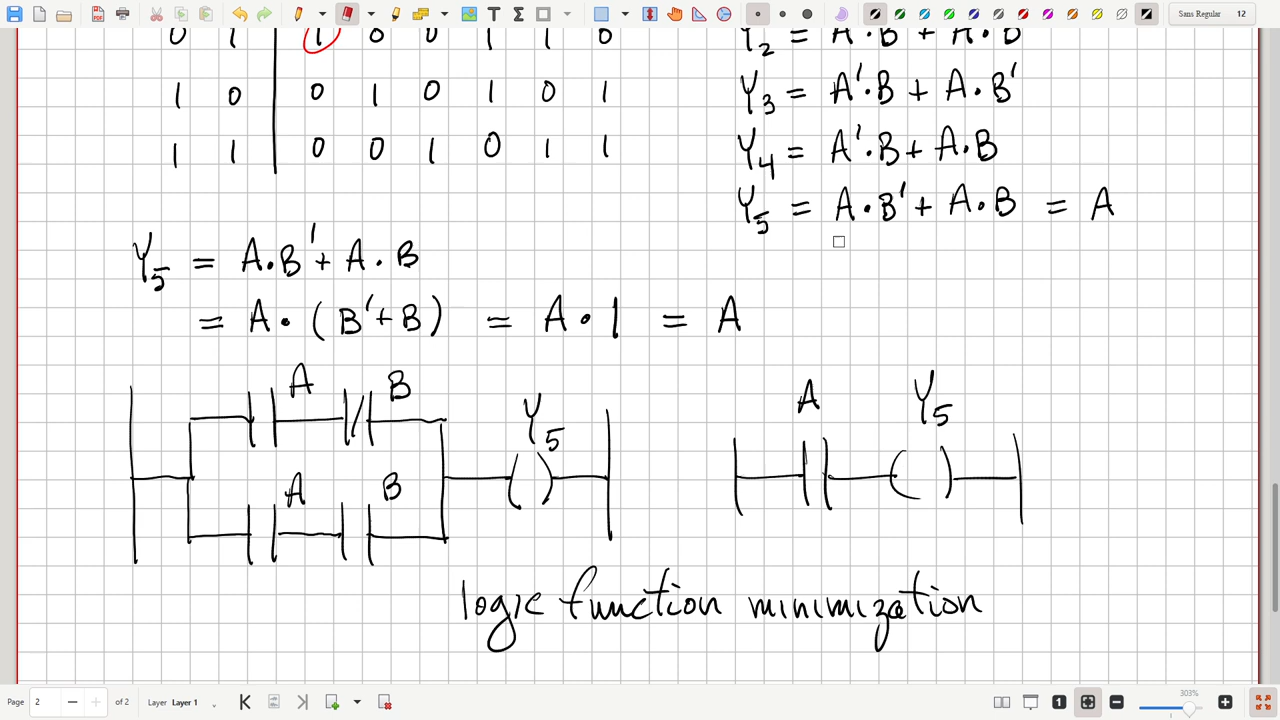 Sans Regular 12
0 1 1 0 0 1 1 0
1 0 0 1 0 1 0 1
1 1 0 0 1 0 1 1
Y₃ = A'·B + A·B'
Y₄ = A'·B + A·B
Y₅ = A·B' + A·B = A
Y₅ = A·B' + A·B
= A·(B'+B) = A·1 = A
A B Y₅
A B
A Y₅
logic function minimization
Page 2 of 2 Layer Layer 1 303%